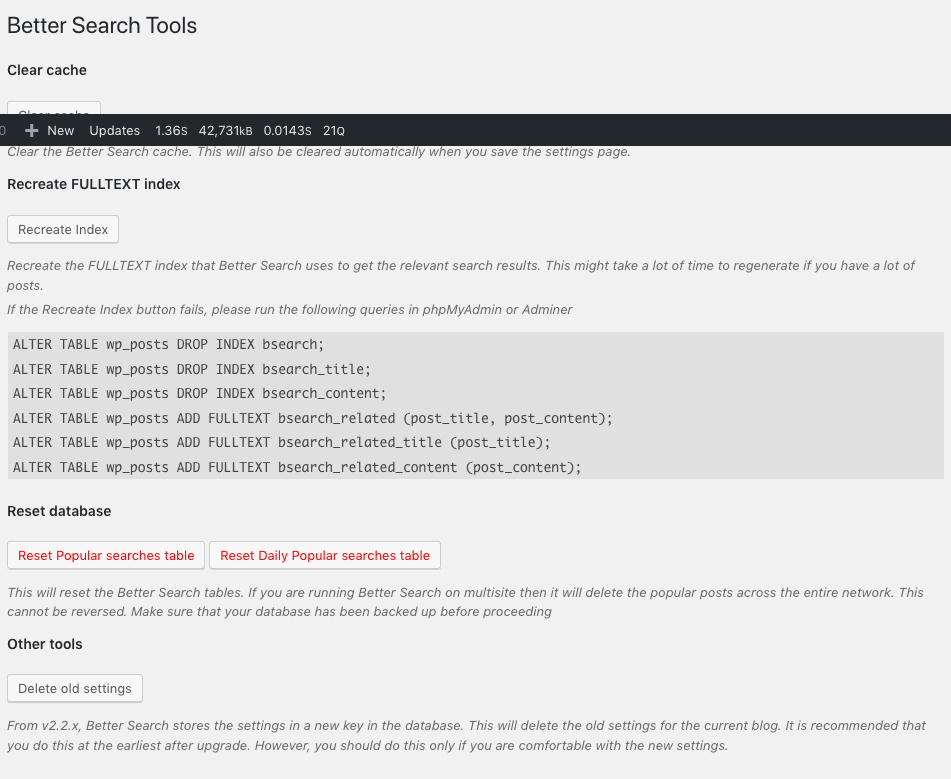 Better Search Tools
Clear cache
Clear cache
0 + New Updates 1.36S 42,731KB 0.0143S 21Q
Clear the Better Search cache. This will also be cleared automatically when you save the settings page.
Recreate FULLTEXT index
Recreate Index
Recreate the FULLTEXT index that Better Search uses to get the relevant search results. This might take a lot of time to regenerate if you have a lot of
posts.
If the Recreate Index button fails, please run the following queries in phpMyAdmin or Adminer
ALTER TABLE wp_posts DROP INDEX bsearch;
ALTER TABLE wp_posts DROP INDEX bsearch_title;
ALTER TABLE wp_posts DROP INDEX bsearch_content;
ALTER TABLE wp_posts ADD FULLTEXT bsearch_related (post_title, post_content);
ALTER TABLE wp_posts ADD FULLTEXT bsearch_related_title (post_title);
ALTER TABLE wp_posts ADD FULLTEXT bsearch_related_content (post_content);
Reset database
Reset Popular searches table Reset Daily Popular searches table
This will reset the Better Search tables. If you are running Better Search on multisite then it will delete the popular posts across the entire network. This
cannot be reversed. Make sure that your database has been backed up before proceeding
Other tools
Delete old settings
From v2.2.x, Better Search stores the settings in a new key in the database. This will delete the old settings for the current blog. It is recommended that
you do this at the earliest after upgrade. However, you should do this only if you are comfortable with the new settings.